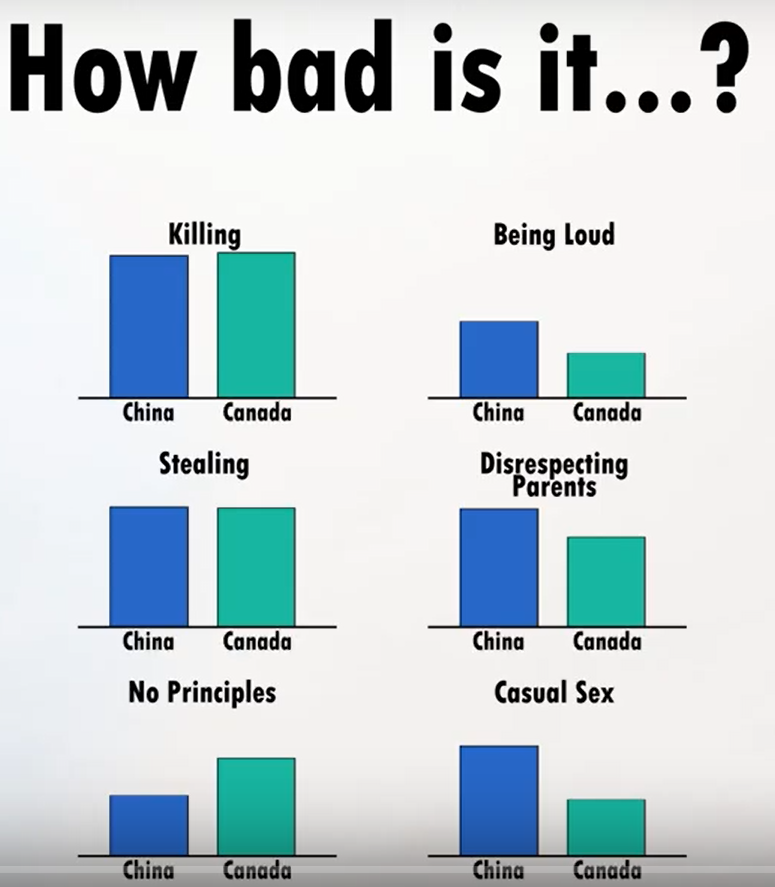 How bad is it...?
Killing
Being Loud
China Canada
China Canada
Stealing
Disrespecting
Parents
China Canada
China Canada
No Principles
Casual Sex
China Canada
China Canada